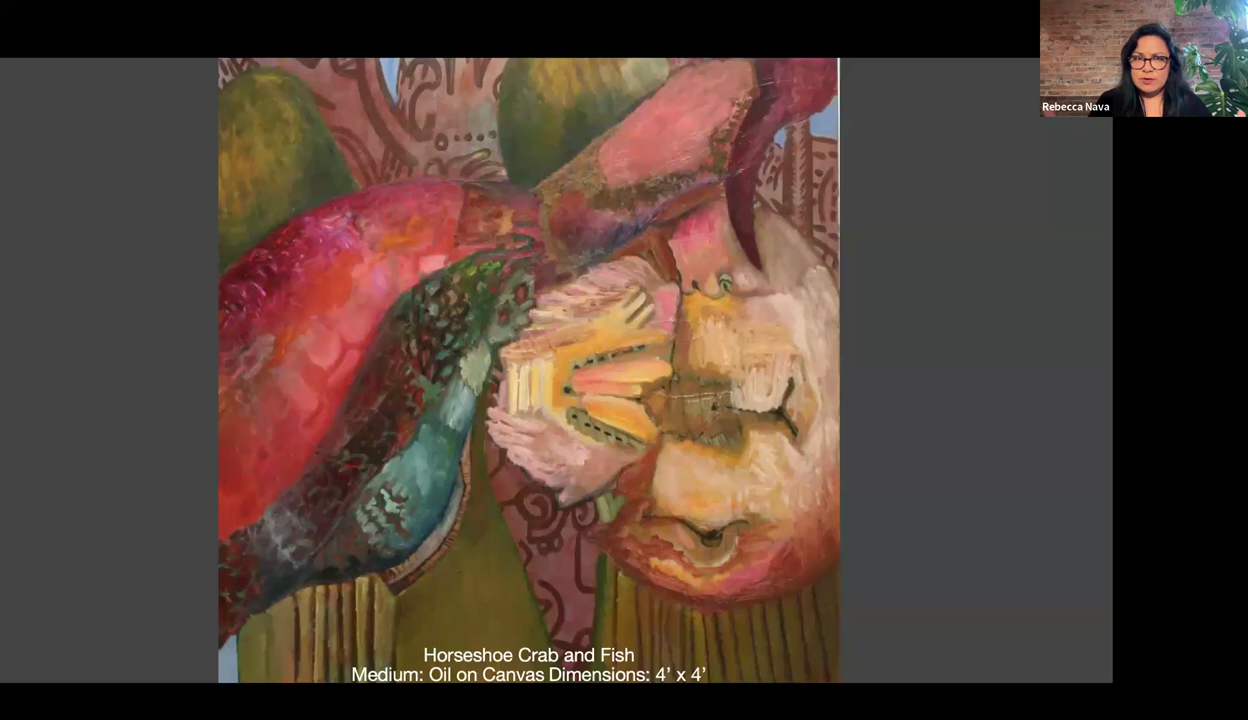 Rebecca Nava
Horseshoe Crab and Fish
Medium: Oil on Canvas Dimensions: 4’ x 4’